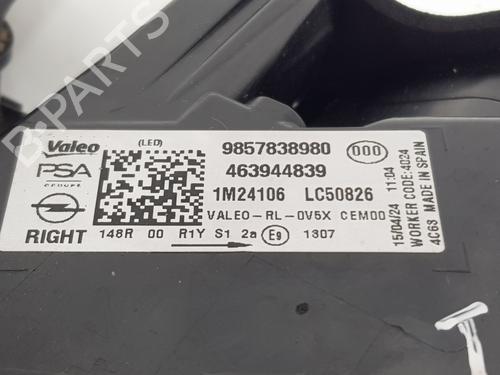 Valeo
(LED)
9857838980
000
PSA
GROUPE
463944839
1M24106 LC50826
VALEO-RL-0V5X CEM00
RIGHT 148R 00 R1Y S1 2a E9 1307
15/04/24 11:04
WORKER CODE:4024
4C63 MADE IN SPAIN
B-PARTS